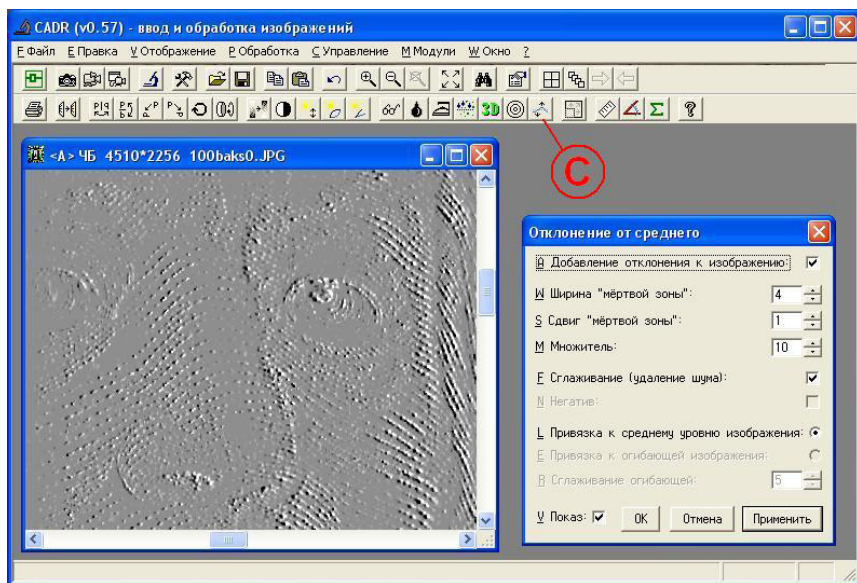 CADR (v0.57) - ввод и обработка изображений
F Файл E Правка V Отображение P Обработка C Управление M Модули W Окно ?
3D
Σ
?
C
<A> ЧБ 4510*2256 100baks0.JPG
Отклонение от среднего
A Добавление отклонения к изображению:
W Ширина "мёртвой зоны": 4
S Сдвиг "мёртвой зоны": 1
M Множитель: 10
F Сглаживание (удаление шума):
N Негатив:
L Привязка к среднему уровню изображения:
E Привязка к огибающей изображения:
R Сглаживание огибающей: 5
V Показ: OK Отмена Применить